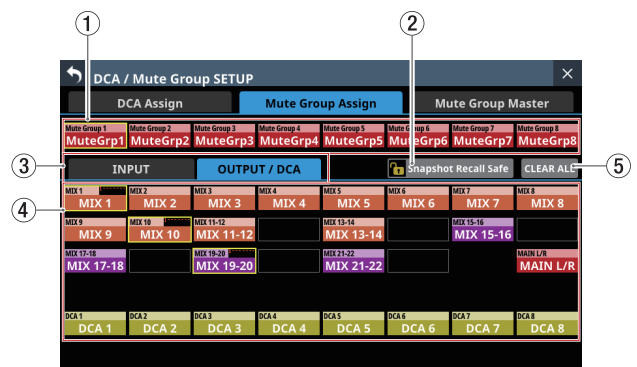 ① ②
DCA / Mute Group SETUP ×
DCA Assign Mute Group Assign Mute Group Master
Mute Group 1 Mute Group 2 Mute Group 3 Mute Group 4 Mute Group 5 Mute Group 6 Mute Group 7 Mute Group 8
MuteGrp1 MuteGrp2 MuteGrp3 MuteGrp4 MuteGrp5 MuteGrp6 MuteGrp7 MuteGrp8
③ INPUT OUTPUT / DCA Snapshot Recall Safe CLEAR ALL ⑤
④
MIX 1 MIX 2 MIX 3 MIX 4 MIX 5 MIX 6 MIX 7 MIX 8
MIX 1 MIX 2 MIX 3 MIX 4 MIX 5 MIX 6 MIX 7 MIX 8
MIX 9 MIX 10 MIX 11-12 MIX 13-14 MIX 15-16
MIX 9 MIX 10 MIX 11-12 MIX 13-14 MIX 15-16
MIX 17-18 MIX 19-20 MIX 21-22 MAIN L/R
MIX 17-18 MIX 19-20 MIX 21-22 MAIN L/R
DCA 1 DCA 2 DCA 3 DCA 4 DCA 5 DCA 6 DCA 7 DCA 8
DCA 1 DCA 2 DCA 3 DCA 4 DCA 5 DCA 6 DCA 7 DCA 8